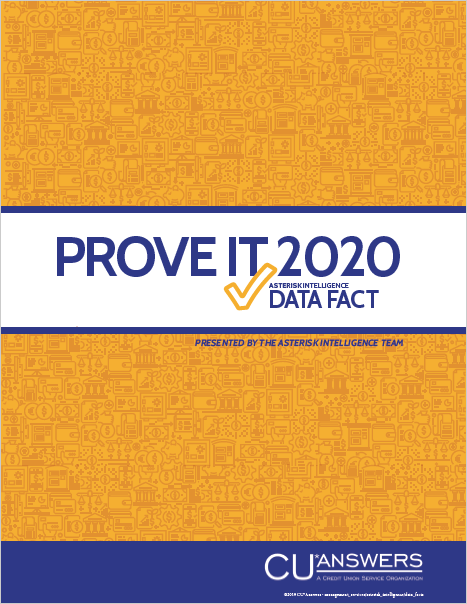 PROVE IT 2020
ASTERISK INTELLIGENCE
DATA FACT
PRESENTED BY THE ASTERISK INTELLIGENCE TEAM
CU*ANSWERS
A CREDIT UNION SERVICE ORGANIZATION